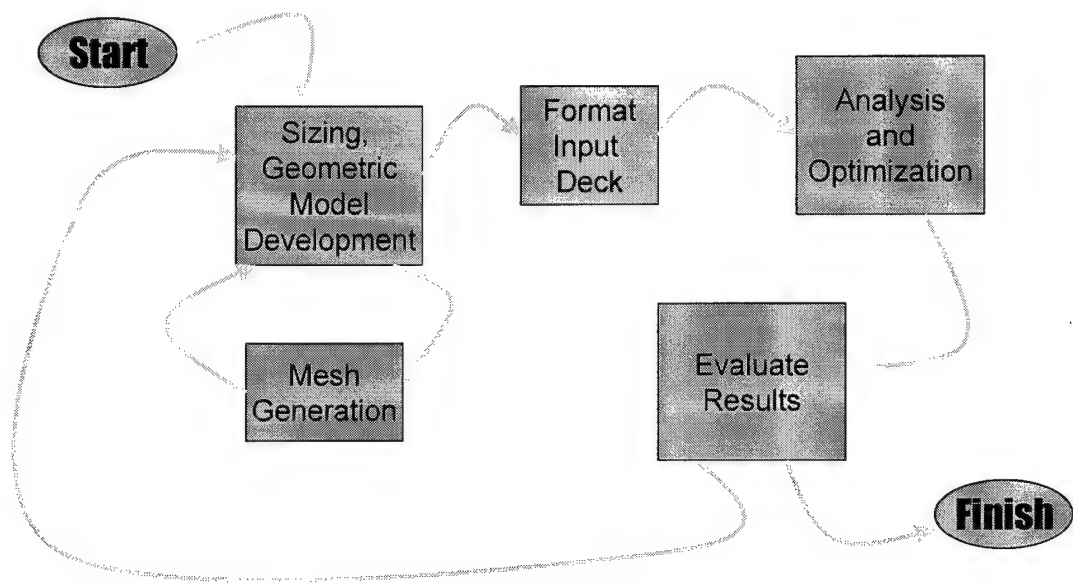 Start
Sizing,
Geometric
Model
Development
Format
Input
Deck
Analysis
and
Optimization
Mesh
Generation
Evaluate
Results
Finish